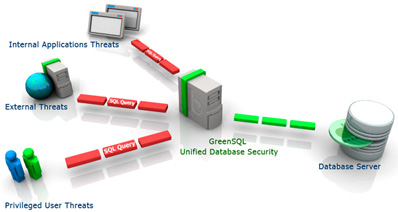 Internal Applications Threats
SQL Query
External Threats
SQL Query
GreenSQL
Unified Database Security
Database Server
SQL Query
Privileged User Threats